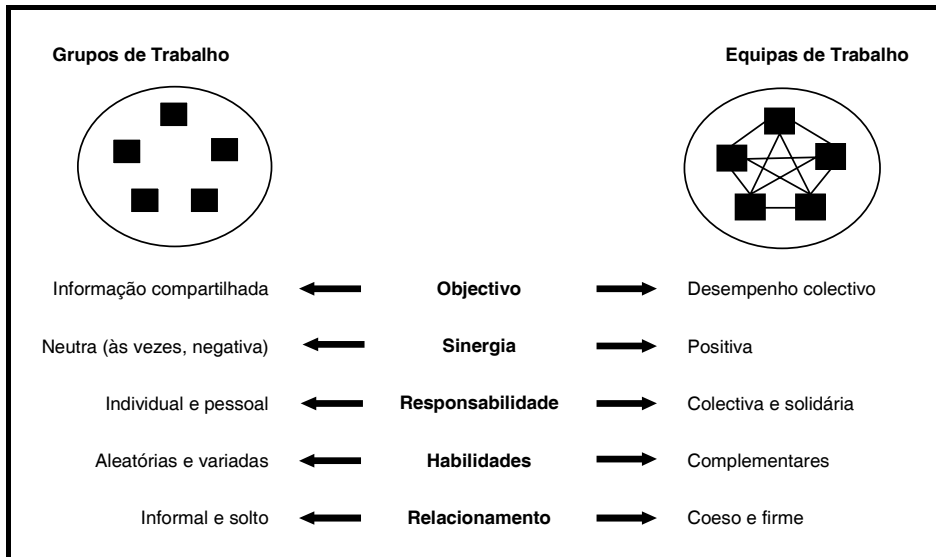 Grupos de Trabalho Equipas de Trabalho
Informação compartilhada Objectivo Desempenho colectivo
Neutra (às vezes, negativa) Sinergia Positiva
Individual e pessoal Responsabilidade Colectiva e solidária
Aleatórias e variadas Habilidades Complementares
Informal e solto Relacionamento Coeso e firme